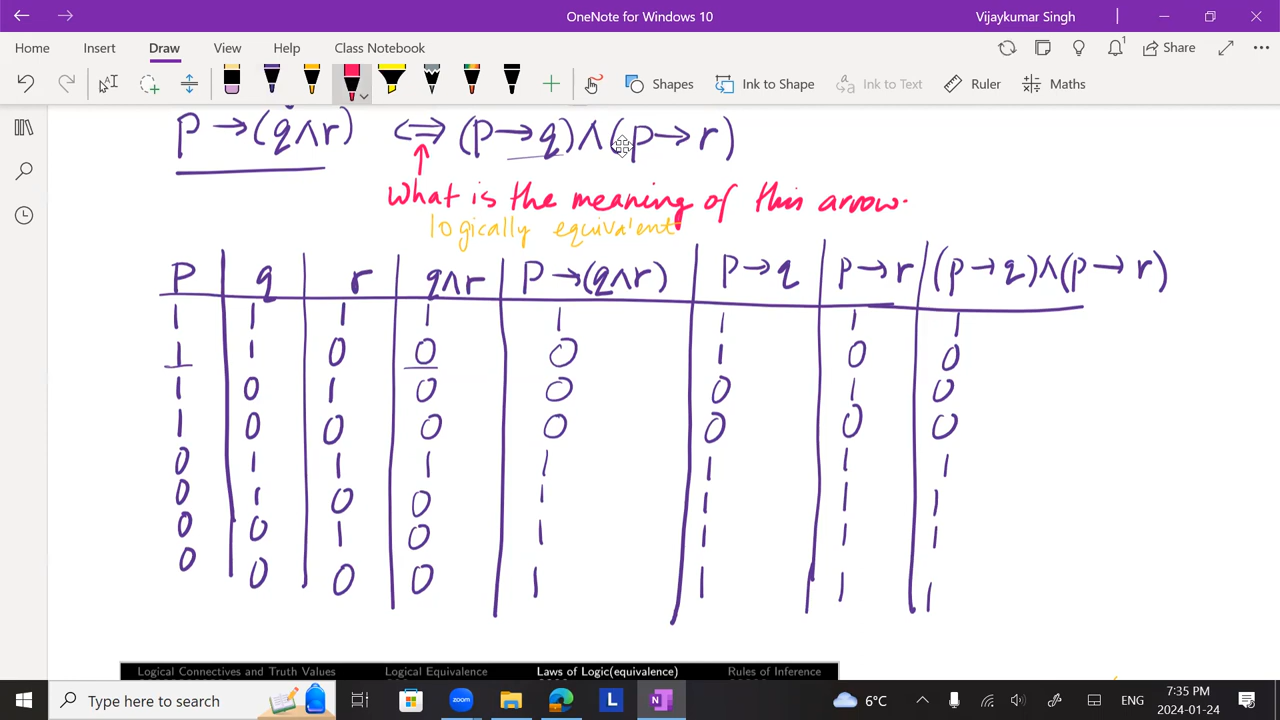 OneNote for Windows 10
Vijaykumar Singh
Home Insert Draw View Help Class Notebook
1
Share
Ink to Shape
Shapes
Ink to Text
Ruler
Maths
P → (q ∧ r) ⇔ (p → q) ∧ (p → r)
What is the meaning of this arrow.
logically equivalent
P q r q∧r P → (q∧r) P → q P → r (p → q) ∧ (p → r)
1 1 1 1 1 1 1 1
1 1 0 0 0 1 0 0
1 0 1 0 0 0 1 0
1 0 0 0 0 0 0 0
0 1 1 1 1 1 1 1
0 1 0 0 1 1 1 1
0 0 1 0 1 1 1 1
0 0 0 0 1 1 1 1
Logical Connectives and Truth Values Logical Equivalence Laws of Logic(equivalence) Rules of Inference
Type here to search
zoom
L
N
6°C
ENG
7:35 PM
2024-01-24